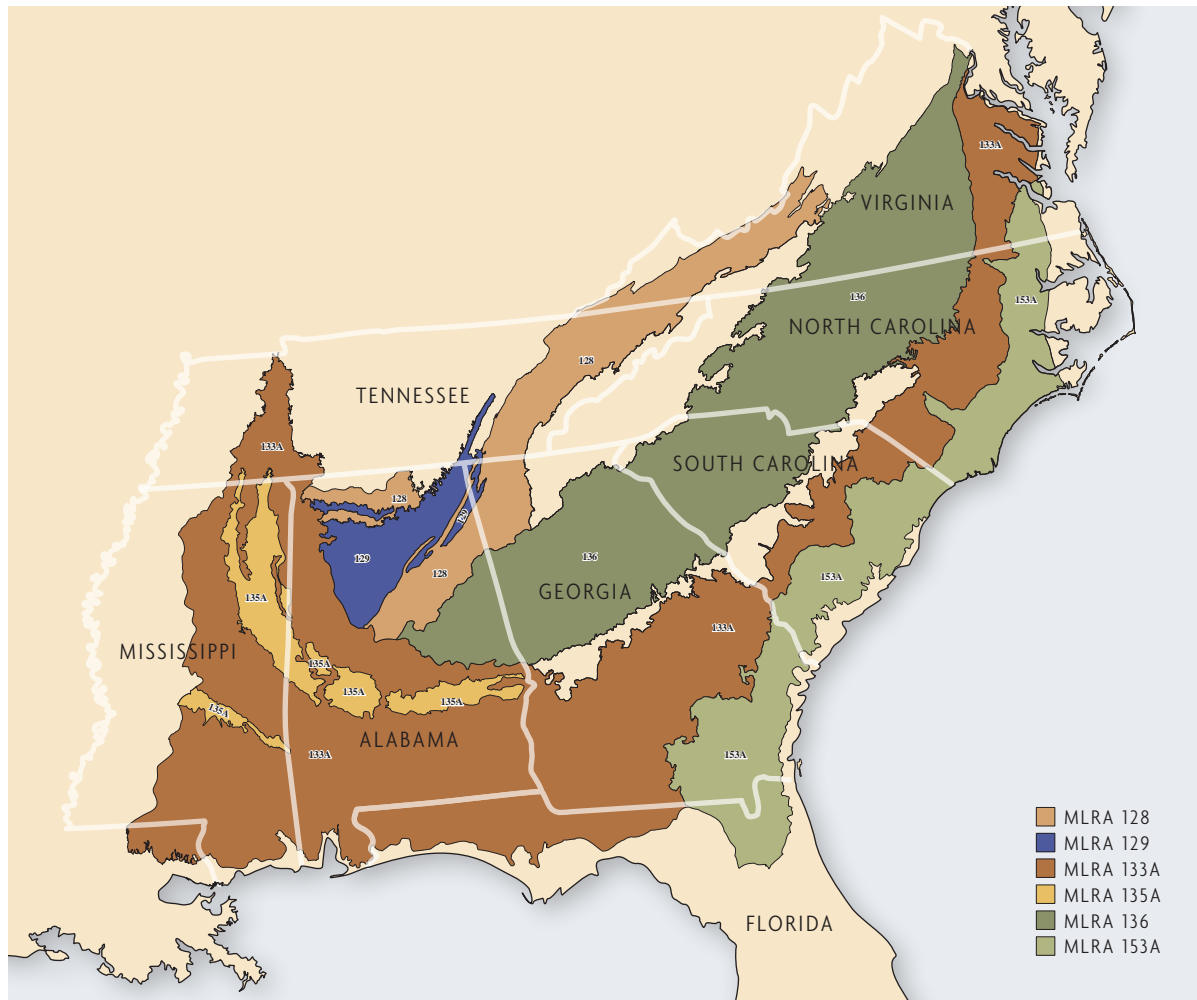 133A
VIRGINIA
136
153A
NORTH CAROLINA
128
TENNESSEE
133A
SOUTH CAROLINA
128
129
136
129
128
153A
GEORGIA
135A
133A
MISSISSIPPI
135A
135A
135A
135A
ALABAMA
133A
153A
MLRA 128
MLRA 129
MLRA 133A
MLRA 135A
MLRA 136
MLRA 153A
FLORIDA